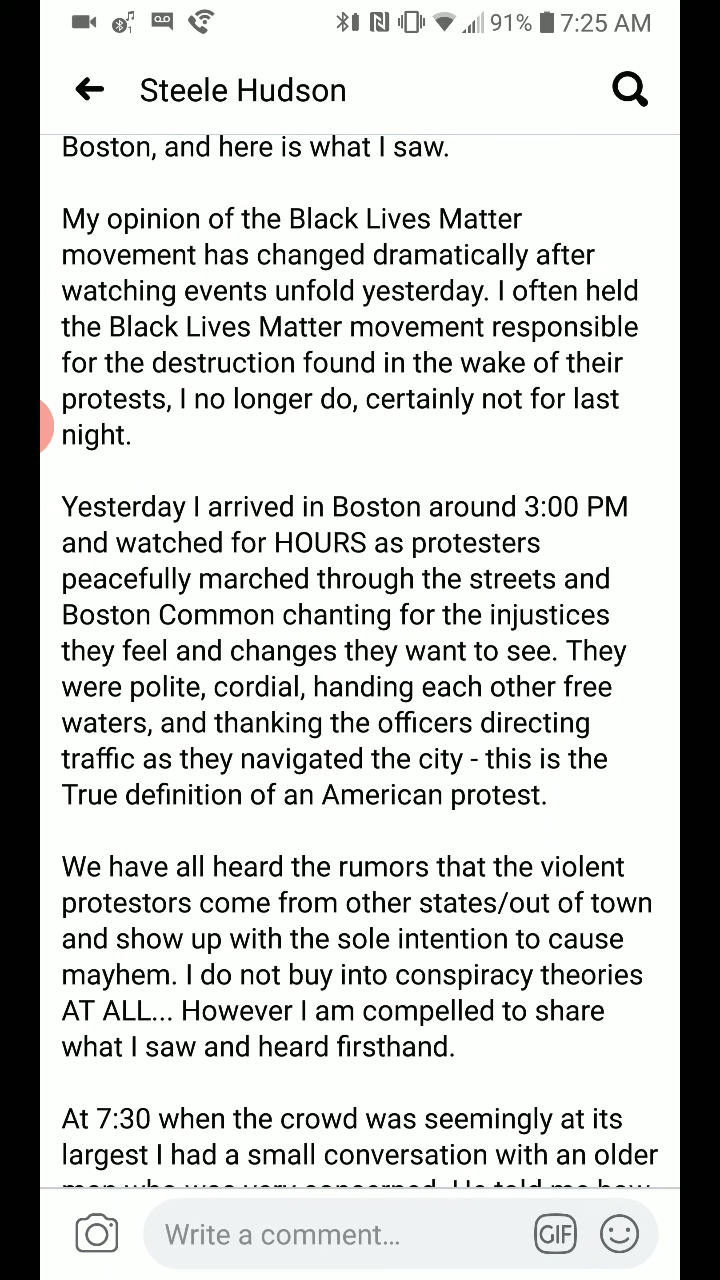 91% 7:25 AM
Steele Hudson
Boston, and here is what I saw.
My opinion of the Black Lives Matter
movement has changed dramatically after
watching events unfold yesterday. I often held
the Black Lives Matter movement responsible
for the destruction found in the wake of their
protests, I no longer do, certainly not for last
night.
Yesterday I arrived in Boston around 3:00 PM
and watched for HOURS as protesters
peacefully marched through the streets and
Boston Common chanting for the injustices
they feel and changes they want to see. They
were polite, cordial, handing each other free
waters, and thanking the officers directing
traffic as they navigated the city - this is the
True definition of an American protest.
We have all heard the rumors that the violent
protestors come from other states/out of town
and show up with the sole intention to cause
mayhem. I do not buy into conspiracy theories
AT ALL... However I am compelled to share
what I saw and heard firsthand.
At 7:30 when the crowd was seemingly at its
largest I had a small conversation with an older
man who was very concerned. He told me how
Write a comment...
GIF